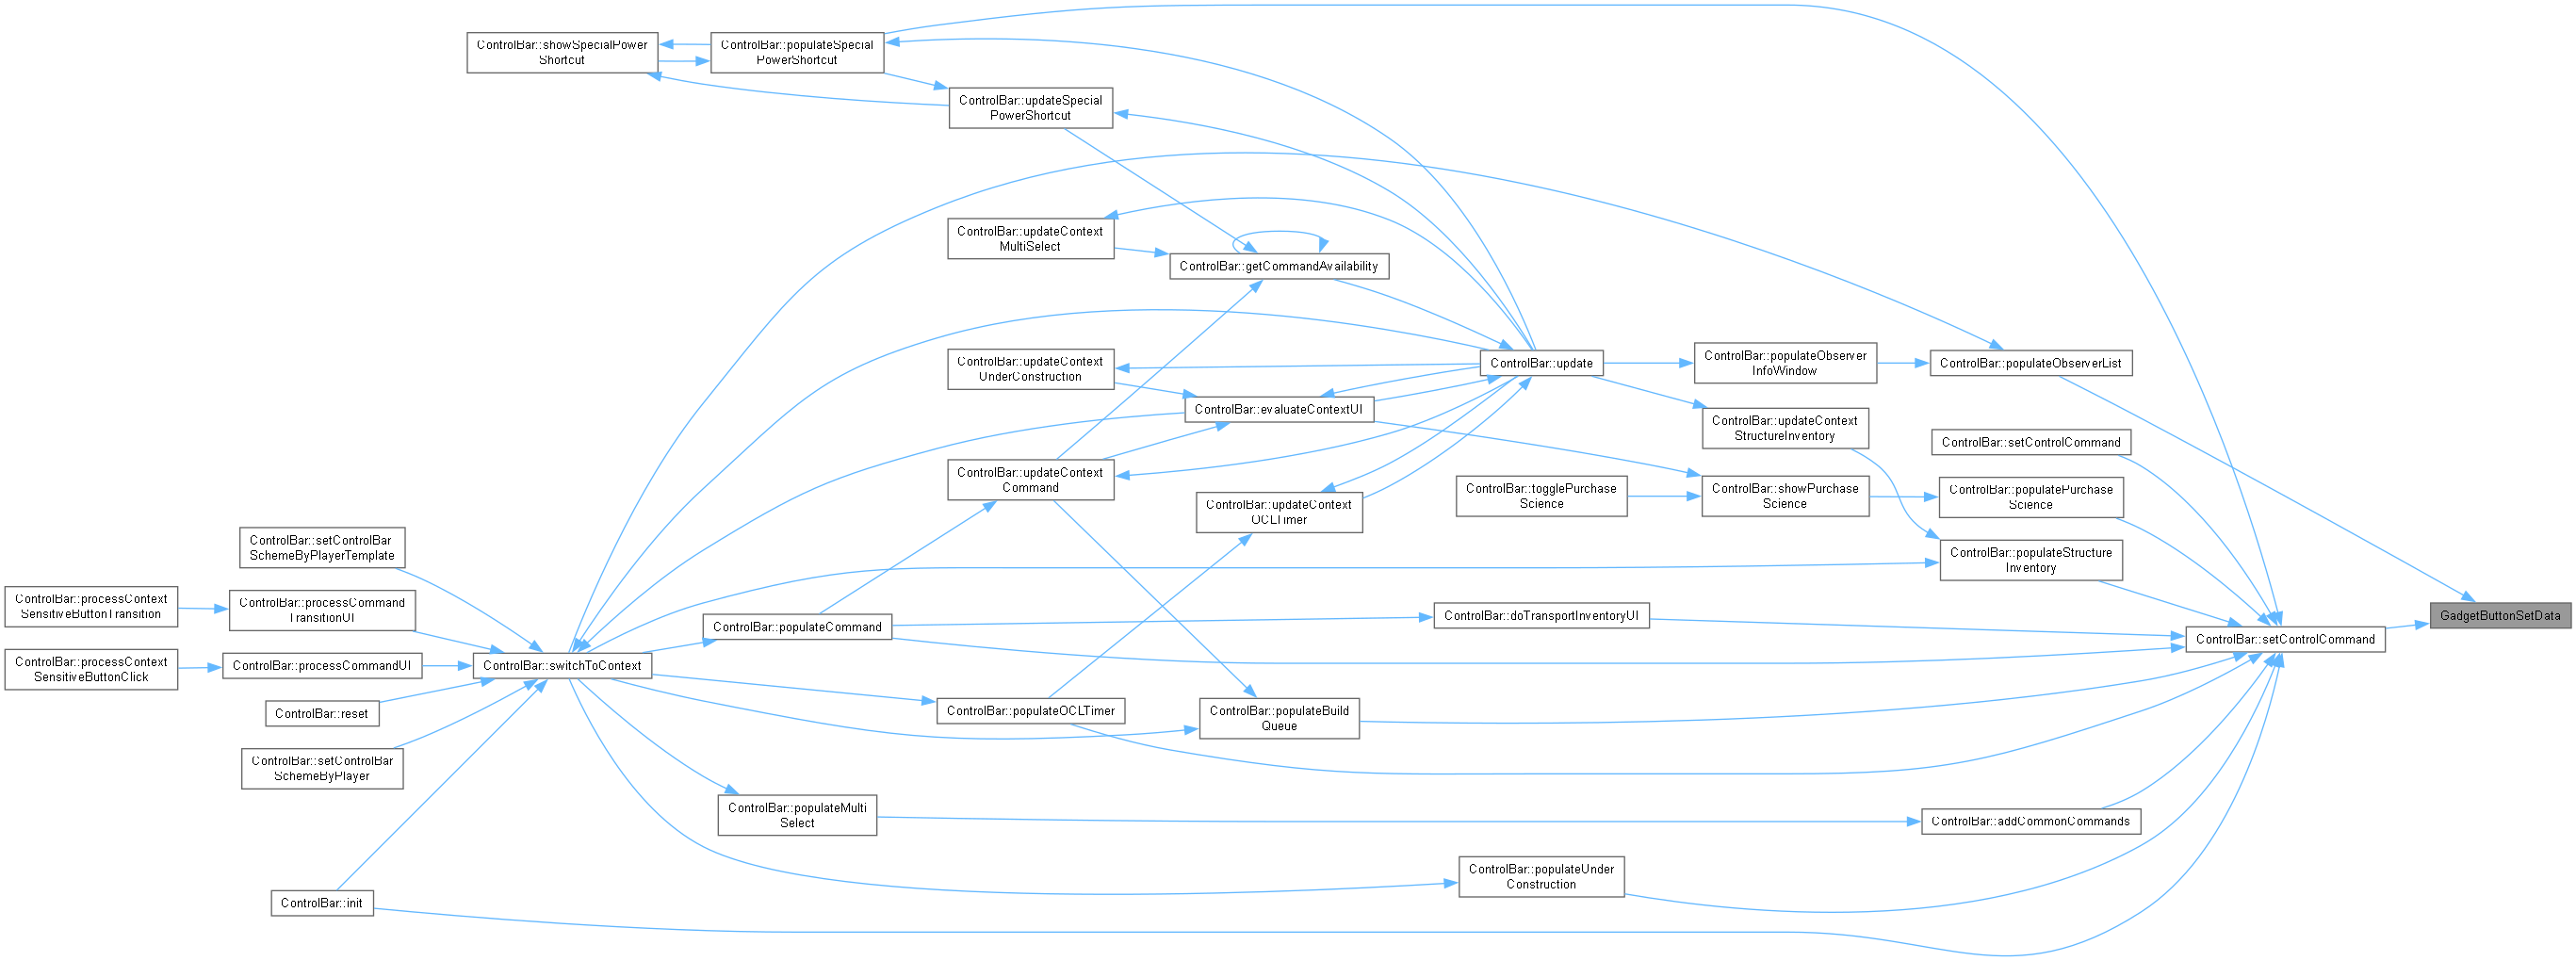 ControlBar::showSpecialPower
Shortcut
ControlBar::populateSpecial
PowerShortcut
ControlBar::updateSpecial
PowerShortcut
ControlBar::updateContext
MultiSelect
ControlBar::getCommandAvailability
ControlBar::updateContext
UnderConstruction
ControlBar::update
ControlBar::populateObserver
InfoWindow
ControlBar::populateObserverList
ControlBar::evaluateContextUI
ControlBar::updateContext
StructureInventory
ControlBar::setControlCommand
ControlBar::updateContext
Command
ControlBar::updateContext
OCLTimer
ControlBar::togglePurchase
Science
ControlBar::showPurchase
Science
ControlBar::populatePurchase
Science
ControlBar::setControlBar
SchemeByPlayerTemplate
ControlBar::populateStructure
Inventory
ControlBar::processContext
SensitiveButtonTransition
ControlBar::processCommand
TransitionUI
ControlBar::populateCommand
ControlBar::doTransportInventoryUI
GadgetButtonSetData
ControlBar::setControlCommand
ControlBar::processContext
SensitiveButtonClick
ControlBar::processCommandUI
ControlBar::switchToContext
ControlBar::reset
ControlBar::populateOCLTimer
ControlBar::populateBuild
Queue
ControlBar::setControlBar
SchemeByPlayer
ControlBar::populateMulti
Select
ControlBar::addCommonCommands
ControlBar::populateUnder
Construction
ControlBar::init